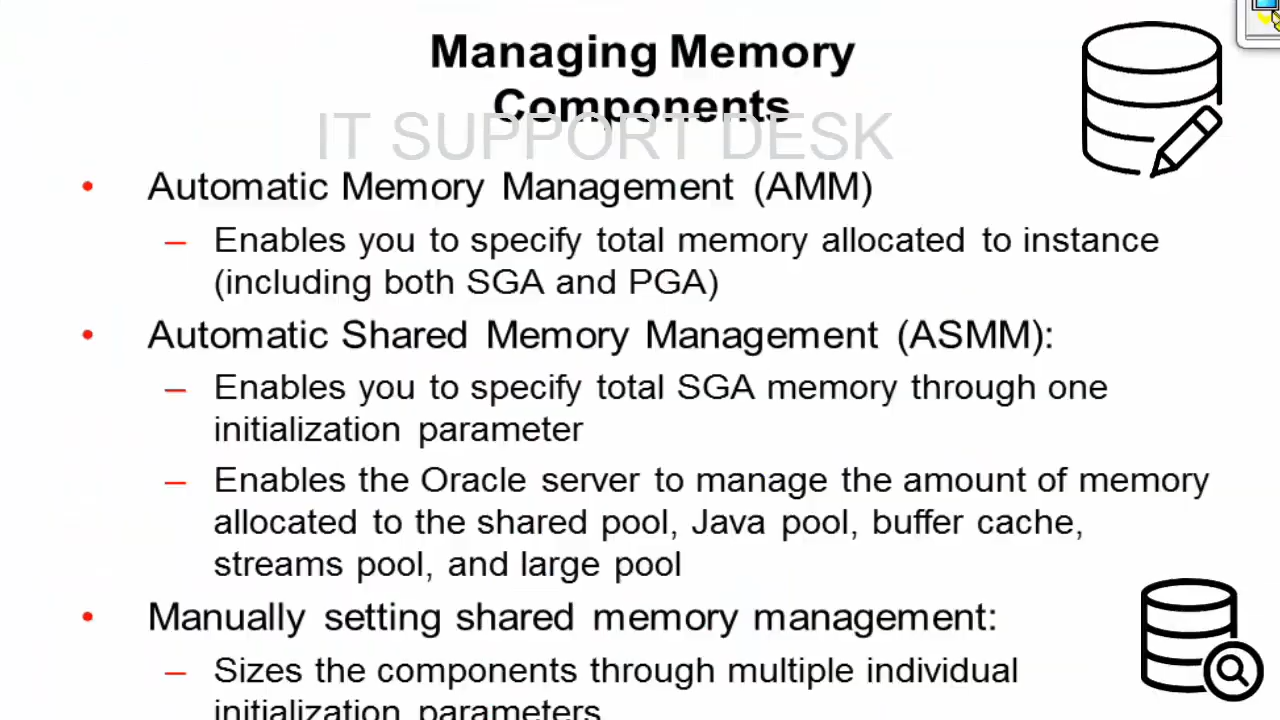 Managing Memory
Components
IT SUPPORT DESK
• Automatic Memory Management (AMM)
– Enables you to specify total memory allocated to instance
(including both SGA and PGA)
• Automatic Shared Memory Management (ASMM):
– Enables you to specify total SGA memory through one
initialization parameter
– Enables the Oracle server to manage the amount of memory
allocated to the shared pool, Java pool, buffer cache,
streams pool, and large pool
• Manually setting shared memory management:
– Sizes the components through multiple individual
initialization parameters